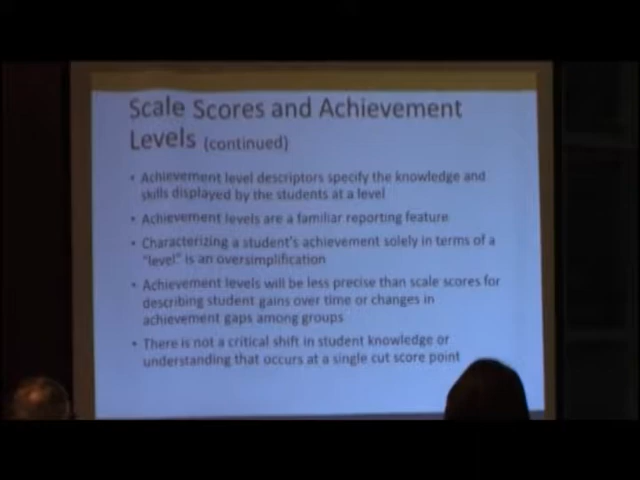 Scale Scores and Achievement
Levels (continued)
• Achievement level descriptors specify the knowledge and
skills displayed by the students at a level
• Achievement levels are a familiar reporting feature
• Characterizing a student's achievement solely in terms of a
"level" is an oversimplification
• Achievement levels will be less precise than scale scores for
describing student gains over time or changes in
achievement gaps among groups
• There is not a critical shift in student knowledge or
understanding that occurs at a single cut score point